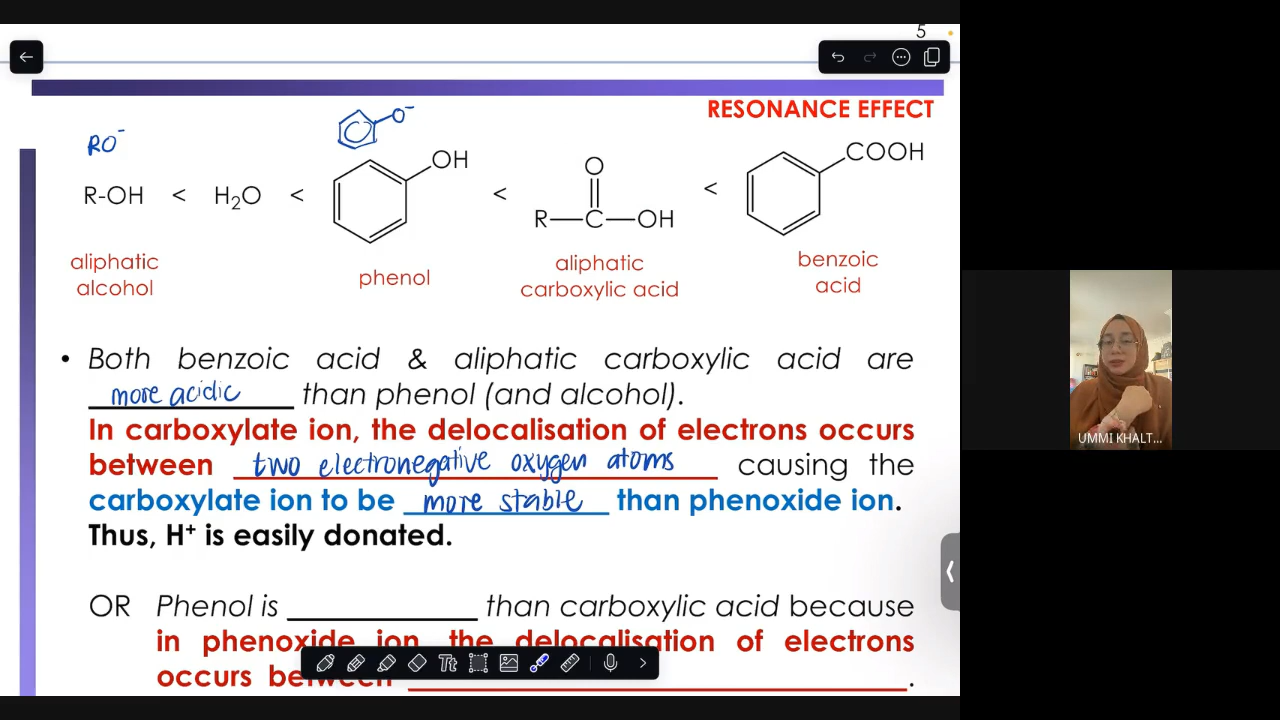 5
RESONANCE EFFECT
RO⁻
O⁻
R-OH < H₂O < OH < O R—C—OH < COOH
aliphatic alcohol
phenol
aliphatic carboxylic acid
benzoic acid
• Both benzoic acid & aliphatic carboxylic acid are
more acidic than phenol (and alcohol).
In carboxylate ion, the delocalisation of electrons occurs
between two electronegative oxygen atoms causing the
carboxylate ion to be more stable than phenoxide ion.
Thus, H⁺ is easily donated.
OR Phenol is __________ than carboxylic acid because
in phenoxide ion, the delocalisation of electrons
occurs between __________.
Tt
UMMI KHALT...